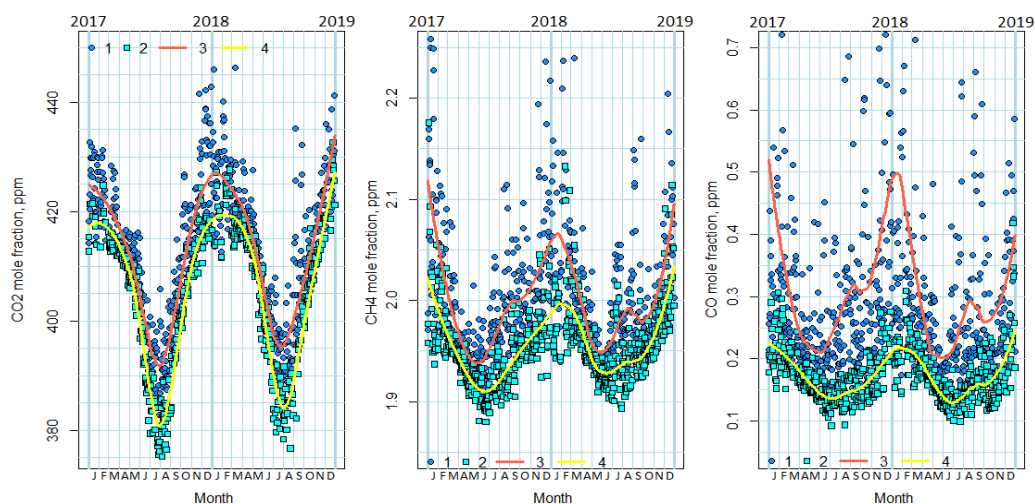 2017 2018 2019
1 2 3 4
440
420
400
380
CO2 mole fraction, ppm
J F M A M J J A S O N D J F M A M J J A S O N D
Month
2017 2018 2019
2.2
2.1
2.0
1.9
CH4 mole fraction, ppm
1 2 3 4
J F M A M J J A S O N D J F M A M J J A S O N D
Month
2017 2018 2019
0.7
0.6
0.5
0.4
0.3
0.2
0.1
CO mole fraction, ppm
1 2 3 4
J F M A M J J A S O N D J F M A M J J A S O N D
Month